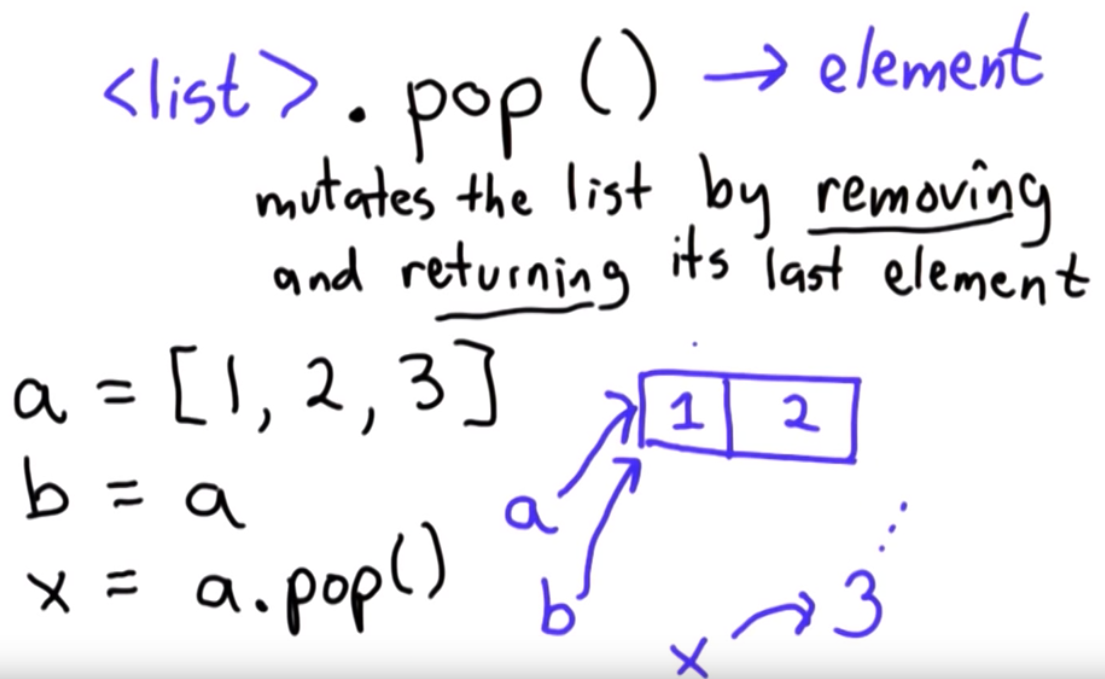 <list>.pop() → element
mutates the list by removing
and returning its last element
a = [1, 2, 3]
b = a
x = a.pop()
1 2
a
b
x → 3